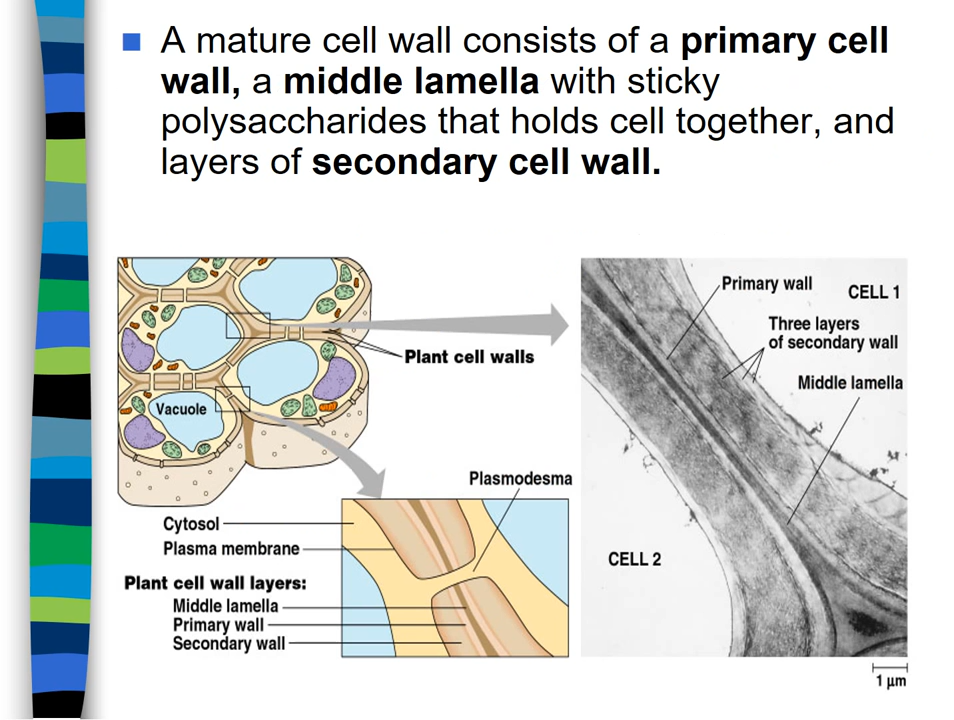 A mature cell wall consists of a primary cell
wall, a middle lamella with sticky
polysaccharides that holds cell together, and
layers of secondary cell wall.
Plant cell walls
Vacuole
Plasmodesma
Cytosol
Plasma membrane
Plant cell wall layers:
Middle lamella
Primary wall
Secondary wall
Primary wall
CELL 1
Three layers
of secondary wall
Middle lamella
CELL 2
1 μm